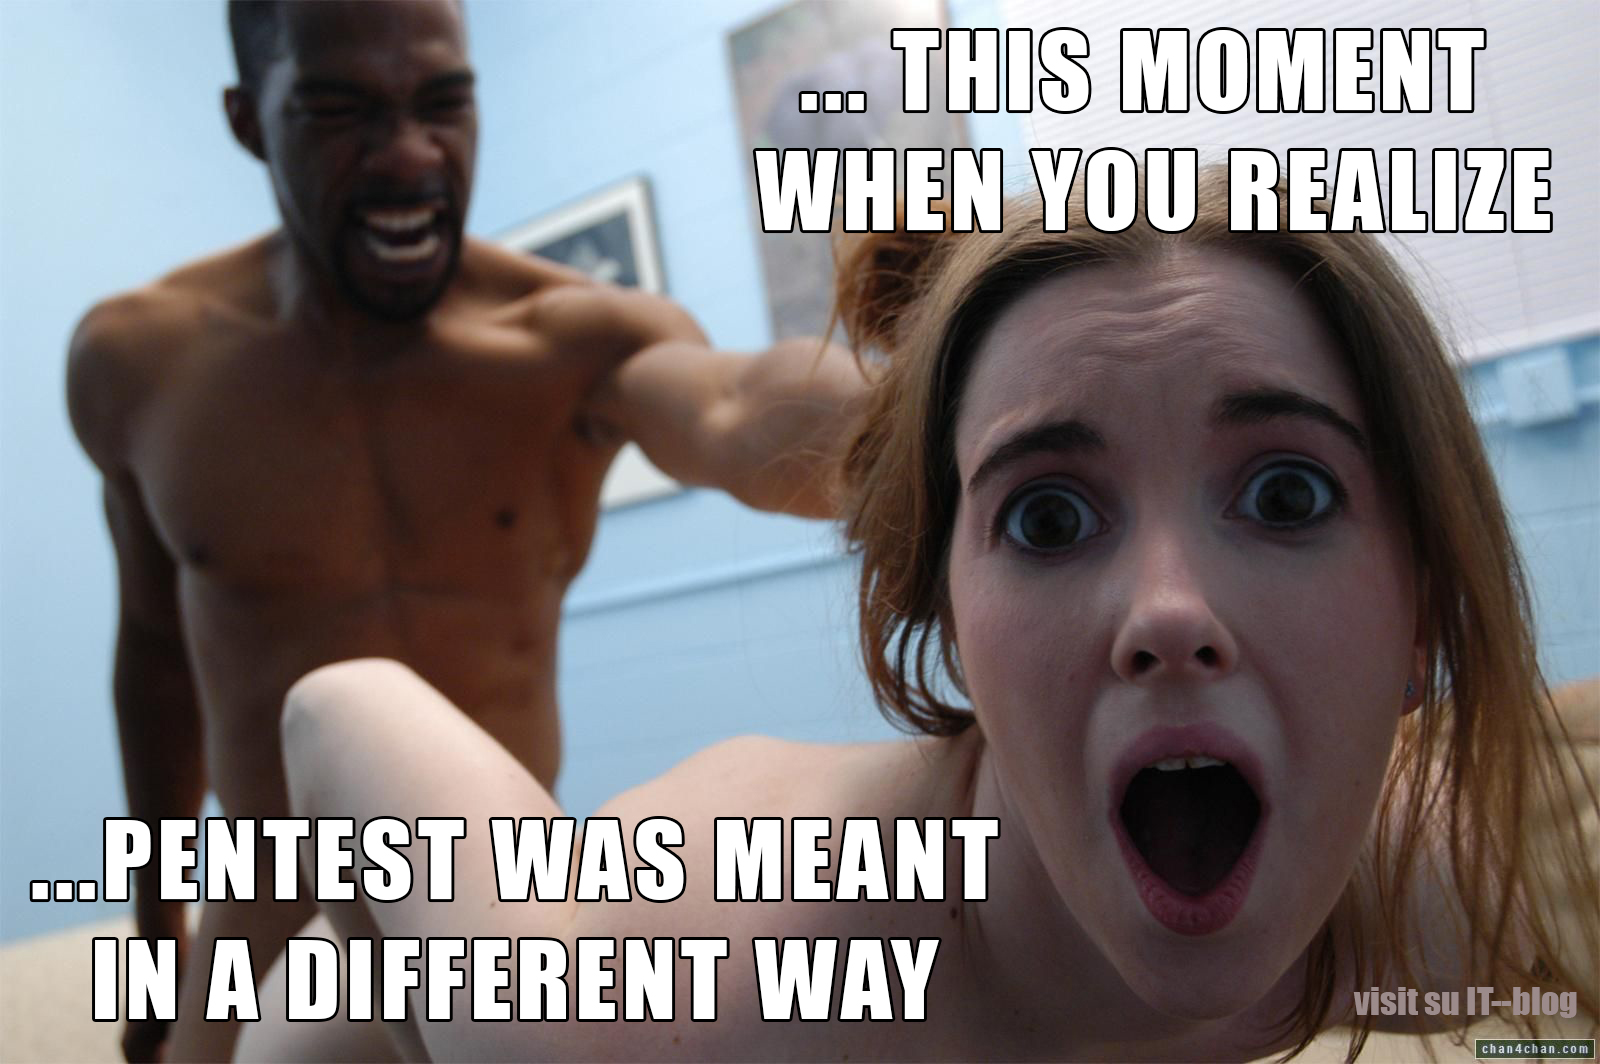 ... THIS MOMENT
WHEN YOU REALIZE
...PENTEST WAS MEANT
IN A DIFFERENT WAY
visit su IT--blog
chan4chan.com